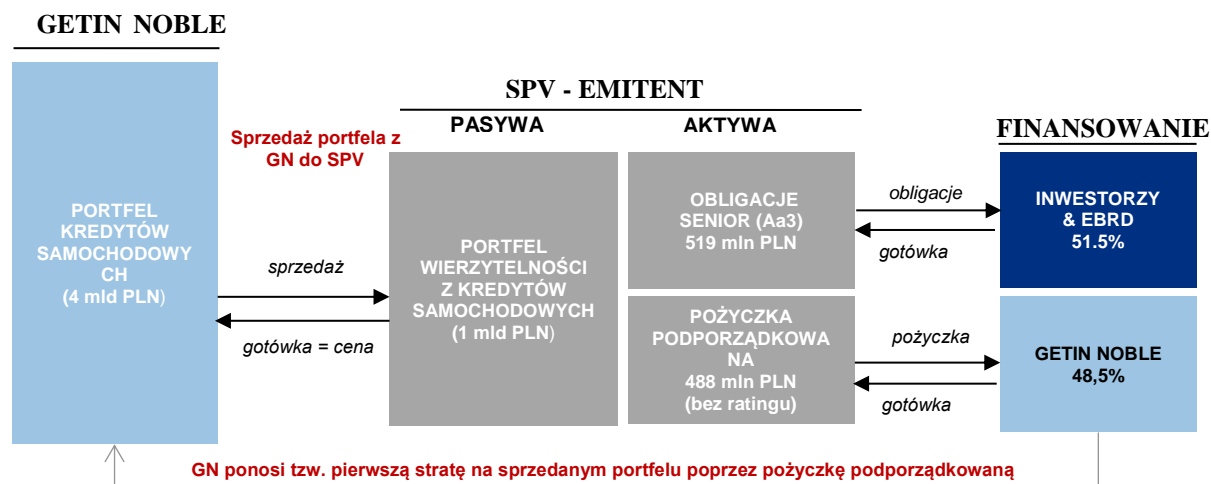 GETIN NOBLE
SPV - EMITENT
PASYWA
AKTYWA
FINANSOWANIE
Sprzedaż portfela z
GN do SPV
PORTFEL
KREDYTÓW
SAMOCHODOWY
CH
(4 mld PLN)
sprzedaż
gotówka = cena
PORTFEL
WIERZYTELNOŚCI
Z KREDYTÓW
SAMOCHODOWYCH
(1 mld PLN)
OBLIGACJE
SENIOR (Aa3)
519 mln PLN
obligacje
gotówka
INWESTORZY
& EBRD
51.5%
POŻYCZKA
PODPORZĄDKOWA
NA
488 mln PLN
(bez ratingu)
pożyczka
gotówka
GETIN NOBLE
48,5%
GN ponosi tzw. pierwszą stratę na sprzedanym portfelu poprzez pożyczkę podporządkowaną